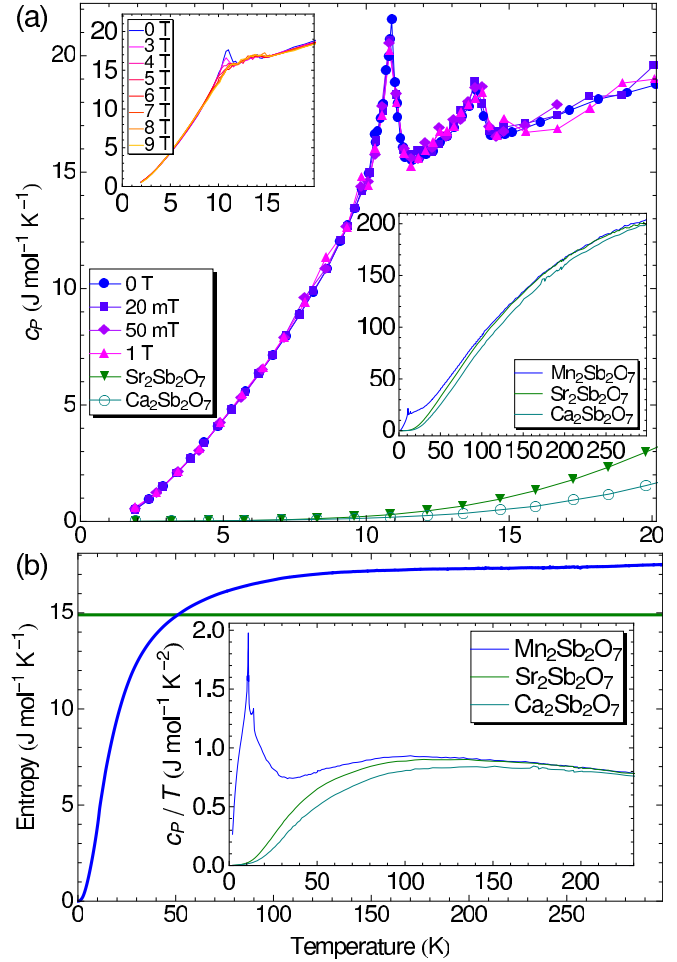 (a)
20
15
10
5
0
c_P (J mol⁻¹ K⁻¹)
20
15
10
5
0
0 5 10 15
0 T
3 T
4 T
5 T
6 T
7 T
8 T
9 T
0 T
20 mT
50 mT
1 T
Sr₂Sb₂O₇
Ca₂Sb₂O₇
200
150
100
50
0
0 50 100 150 200 250
Mn₂Sb₂O₇
Sr₂Sb₂O₇
Ca₂Sb₂O₇
0 5 10 15 20
(b)
15
10
5
0
Entropy (J mol⁻¹ K⁻¹)
2.0
1.5
1.0
0.5
0.0
c_P / T (J mol⁻¹ K⁻²)
Mn₂Sb₂O₇
Sr₂Sb₂O₇
Ca₂Sb₂O₇
0 50 100 150 200
0 50 100 150 200 250
Temperature (K)